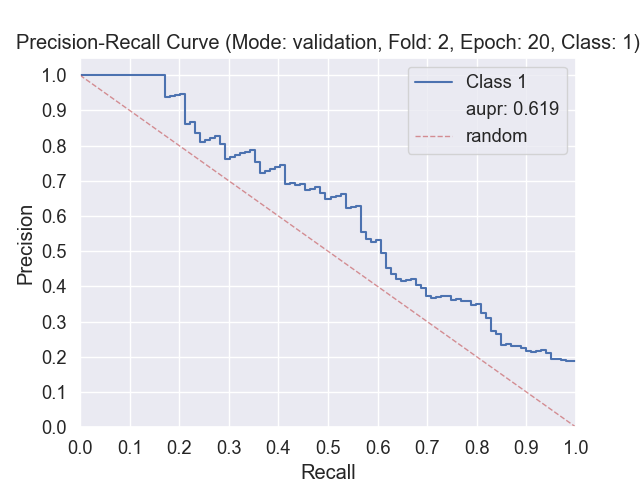 Precision-Recall Curve (Mode: validation, Fold: 2, Epoch: 20, Class: 1)
Class 1
aupr: 0.619
random
Precision
1.0
0.9
0.8
0.7
0.6
0.5
0.4
0.3
0.2
0.1
0.0
0.0 0.1 0.2 0.3 0.4 0.5 0.6 0.7 0.8 0.9 1.0
Recall